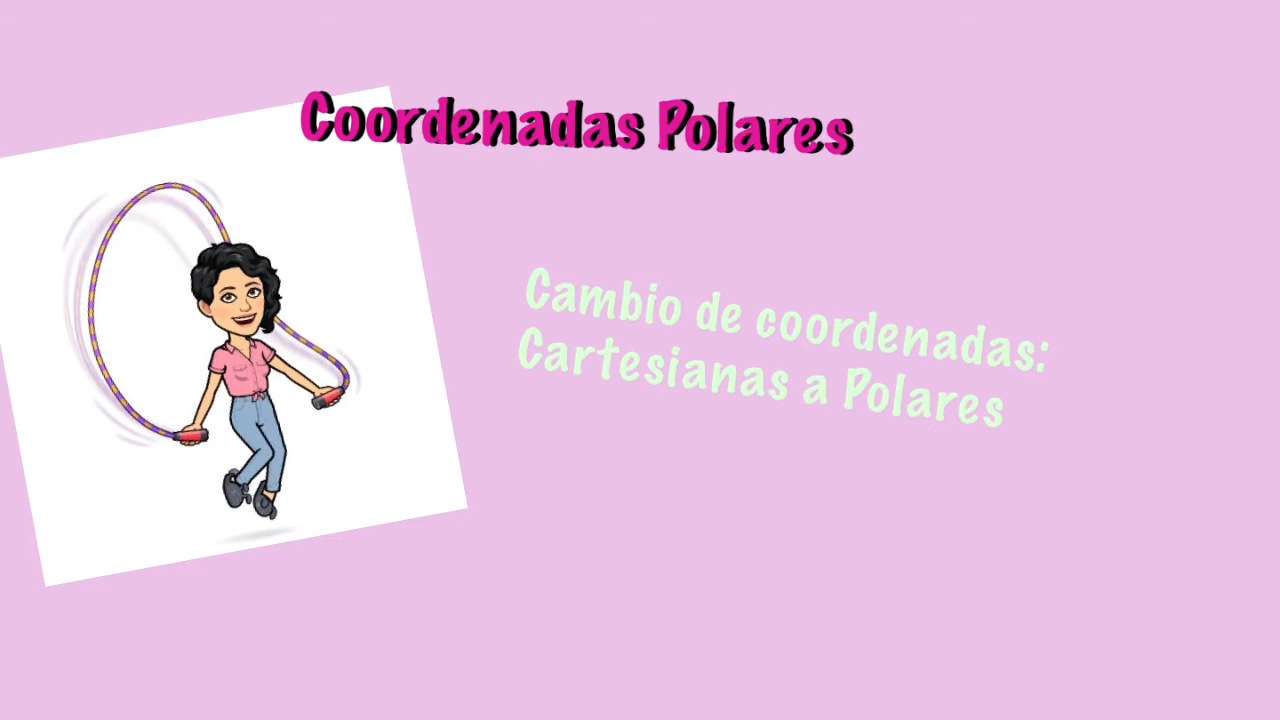 Coordenadas Polares
Cambio de coordenadas:
Cartesianas a Polares